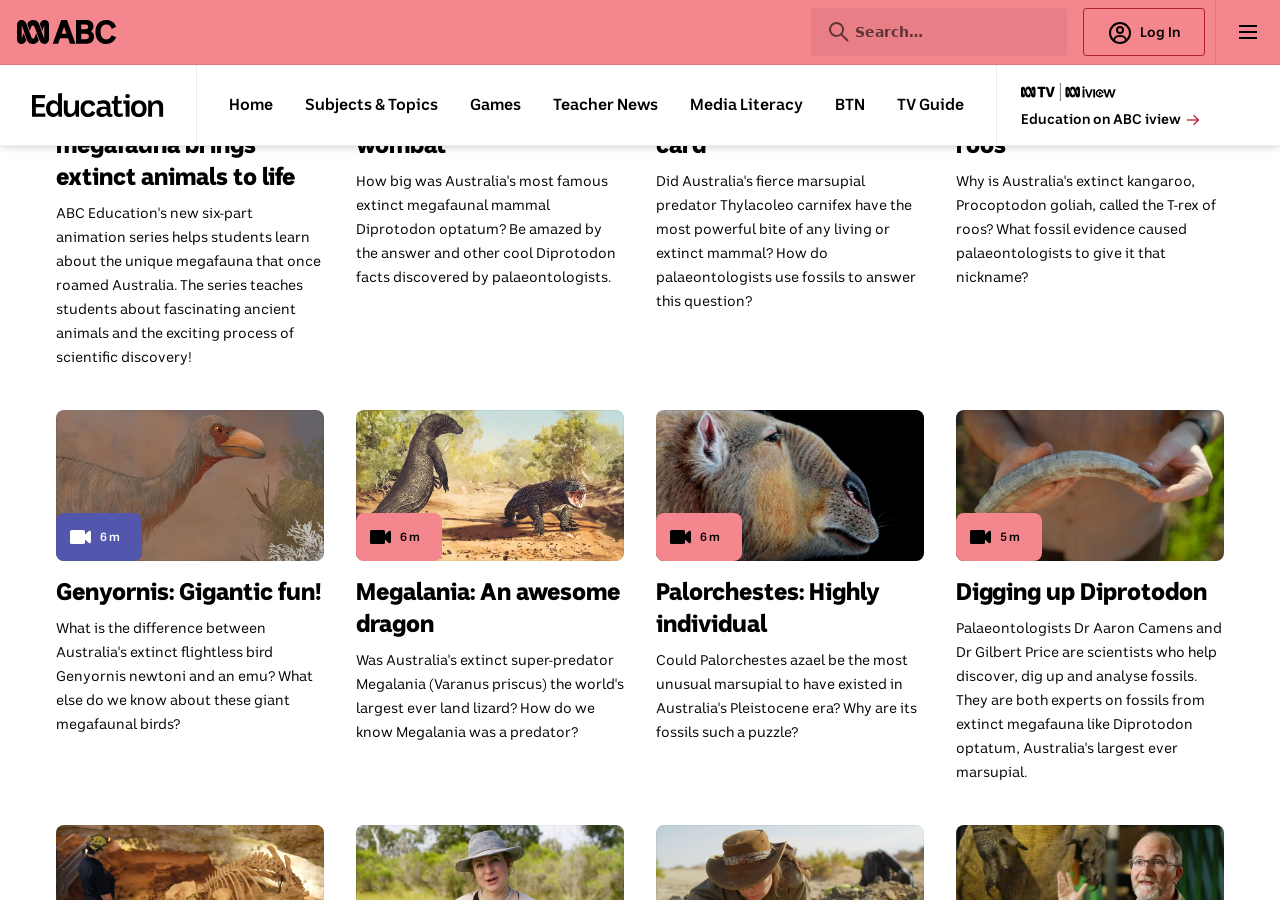 ABC
Search...
Log In
Education
Home
Subjects & Topics
Games
Teacher News
Media Literacy
BTN
TV Guide
TV
iview
Education on ABC iview
megafauna brings
extinct animals to life
ABC Education's new six-part
animation series helps students learn
about the unique megafauna that once
roamed Australia. The series teaches
students about fascinating ancient
animals and the exciting process of
scientific discovery!
wombat
How big was Australia's most famous
extinct megafaunal mammal
Diprotodon optatum? Be amazed by
the answer and other cool Diprotodon
facts discovered by palaeontologists.
card
Did Australia's fierce marsupial
predator Thylacoleo carnifex have the
most powerful bite of any living or
extinct mammal? How do
palaeontologists use fossils to answer
this question?
roos
Why is Australia's extinct kangaroo,
Procoptodon goliah, called the T-rex of
roos? What fossil evidence caused
palaeontologists to give it that
nickname?
6m
Genyornis: Gigantic fun!
What is the difference between
Australia's extinct flightless bird
Genyornis newtoni and an emu? What
else do we know about these giant
megafaunal birds?
6m
Megalania: An awesome
dragon
Was Australia's extinct super-predator
Megalania (Varanus priscus) the world's
largest ever land lizard? How do we
know Megalania was a predator?
6m
Palorchestes: Highly
individual
Could Palorchestes azael be the most
unusual marsupial to have existed in
Australia's Pleistocene era? Why are its
fossils such a puzzle?
5m
Digging up Diprotodon
Palaeontologists Dr Aaron Camens and
Dr Gilbert Price are scientists who help
discover, dig up and analyse fossils.
They are both experts on fossils from
extinct megafauna like Diprotodon
optatum, Australia's largest ever
marsupial.